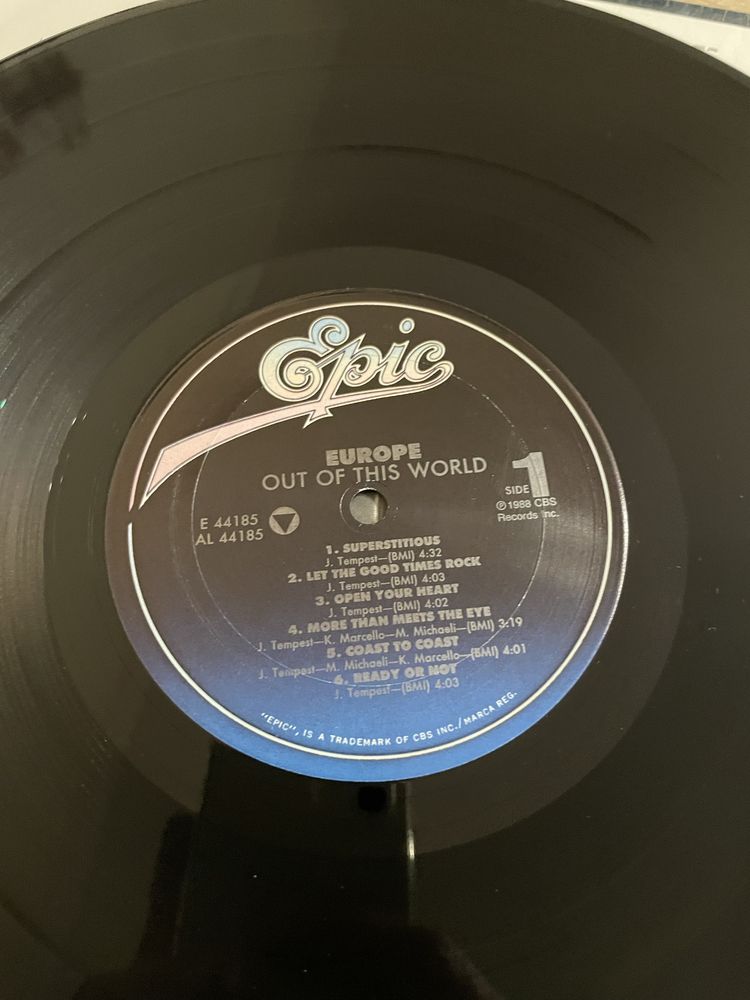 Epic
EUROPE
OUT OF THIS WORLD
SIDE 1
℗ 1988 CBS
Records Inc.
E 44185
AL 44185
1. SUPERSTITIOUS
J. Tempest—(BMI) 4:32
2. LET THE GOOD TIMES ROCK
J. Tempest—(BMI) 4:03
3. OPEN YOUR HEART
J. Tempest—(BMI) 4:02
4. MORE THAN MEETS THE EYE
J. Tempest—K. Marcello—M. Michaeli—(BMI) 3:19
5. COAST TO COAST
J. Tempest—M. Michaeli—K. Marcello—(BMI) 4:01
6. READY OR NOT
J. Tempest—(BMI) 4:03
"EPIC", IS A TRADEMARK OF CBS INC./MARCA REG.